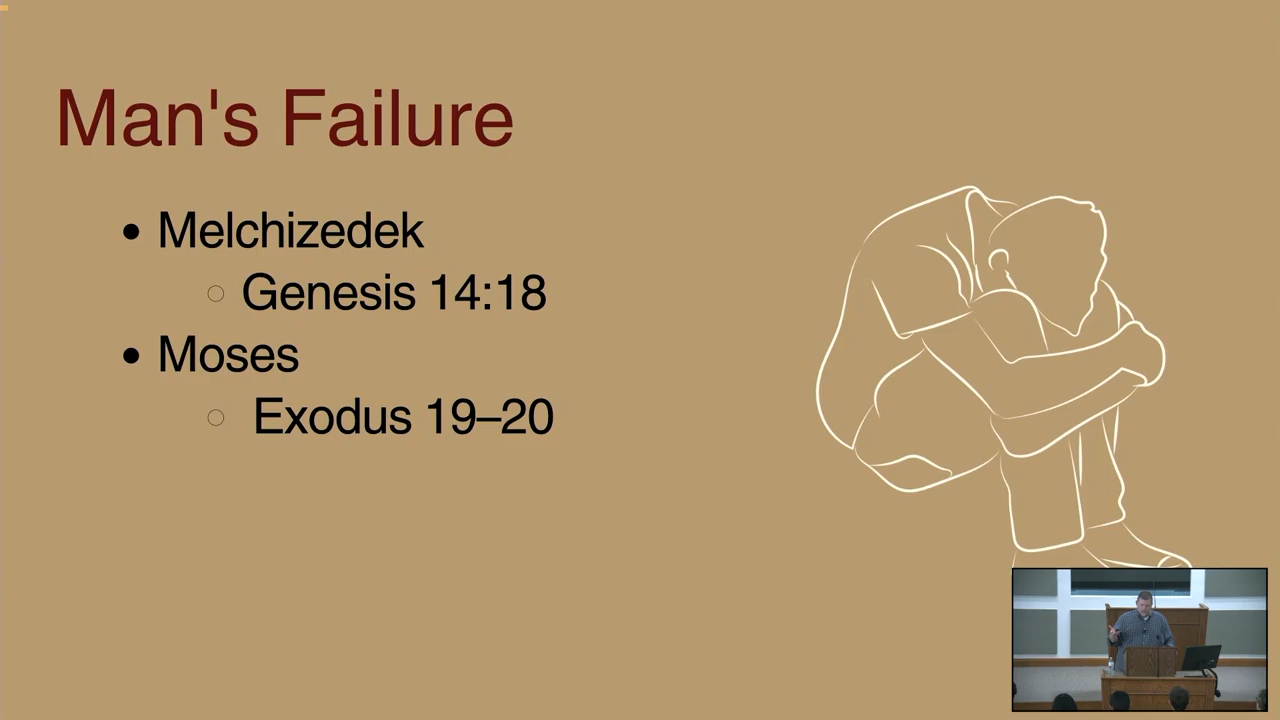 Man's Failure
• Melchizedek
○ Genesis 14:18
• Moses
○ Exodus 19–20